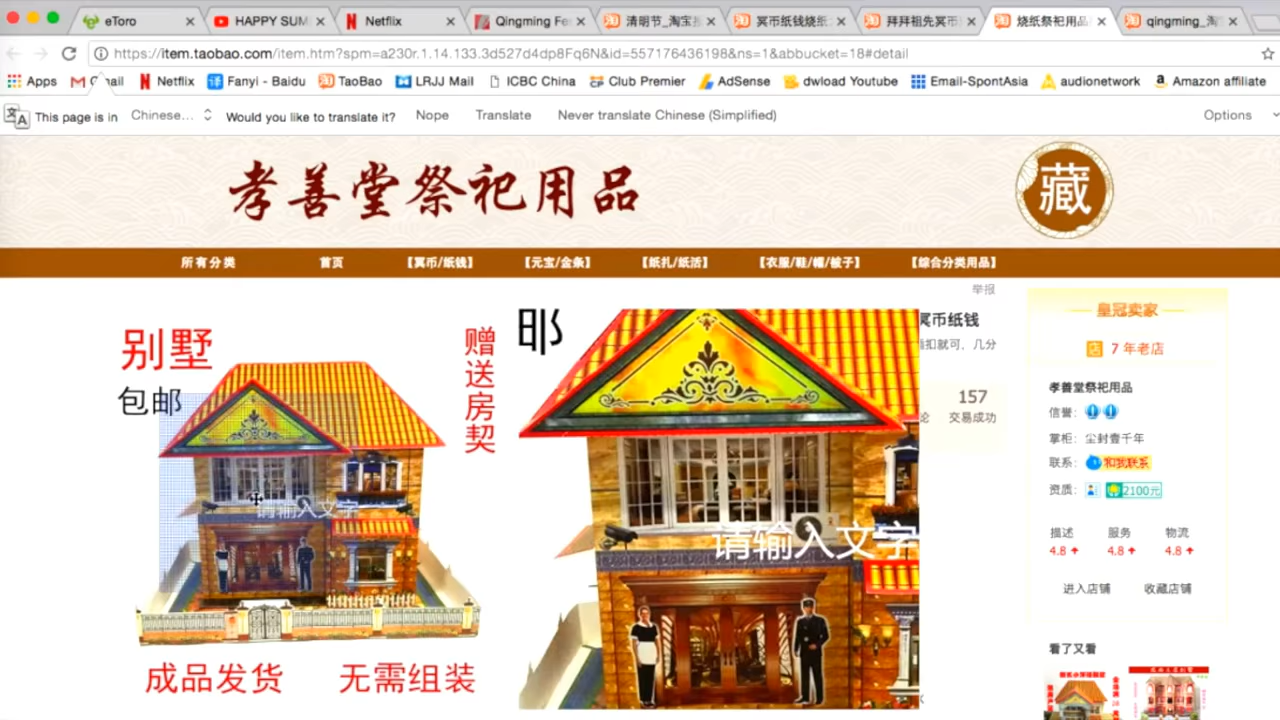 eToro
HAPPY SUM
Netflix
Qingming Fe
清明节_淘宝
冥币纸钱烧纸
拜拜祖先冥币
烧纸祭祀用品
qingming_淘
https://item.taobao.com/item.htm?spm=a230r.1.14.133.3d527d4dp8Fq6N&id=557176436198&ns=1&abbucket=18#detail
Apps
Gmail
Netflix
Fanyi - Baidu
TaoBao
LRJJ Mail
ICBC China
Club Premier
AdSense
dwload Youtube
Email-SpontAsia
audionetwork
Amazon affiliate
This page is in
Chinese...
Would you like to translate it?
Nope
Translate
Never translate Chinese (Simplified)
Options
孝善堂祭祀用品
藏
所有分类
首页
【冥币/纸钱】
【元宝/金条】
【纸扎/纸活】
【衣服/鞋/帽/被子】
【综合分类用品】
举报
别墅
包邮
赠送房契
请输入文字
成品发货
无需组装
耶
请输入文字
冥币纸钱
扣就可，几分
157
论
交易成功
皇冠卖家
店 7 年老店
孝善堂祭祀用品
信誉：
掌柜： 尘封壹千年
联系： 和我联系
资质： 2100元
描述 服务 物流
4.8 4.8 4.8
进入店铺 收藏店铺
看了又看